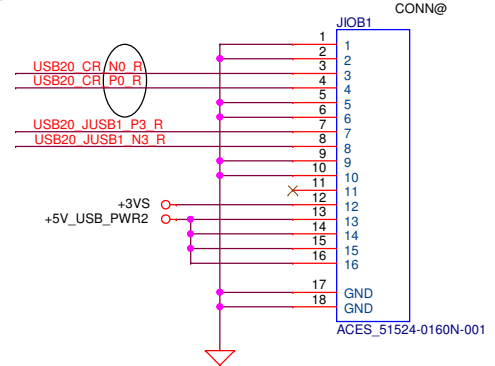 CONN@
JIOB1
1 1
2 2
USB20_CR_N0_R 3 3
USB20_CR_P0_R 4 4
5 5
6 6
USB20_JUSB1_P3_R 7 7
USB20_JUSB1_N3_R 8 8
9 9
10 10
11 11
+3VS 12 12
+5V_USB_PWR2 13 13
14 14
15 15
16 16
17 GND
18 GND
ACES_51524-0160N-001